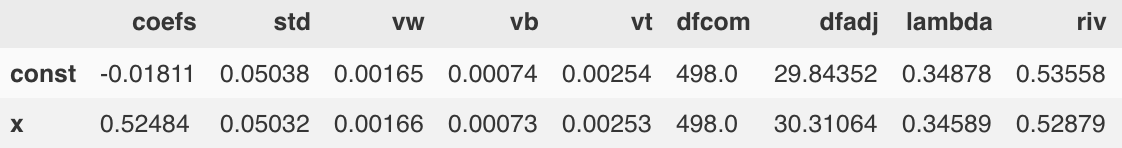 coefs std vw vb vt dfcom dfadj lambda riv
const -0.01811 0.05038 0.00165 0.00074 0.00254 498.0 29.84352 0.34878 0.53558
x 0.52484 0.05032 0.00166 0.00073 0.00253 498.0 30.31064 0.34589 0.52879